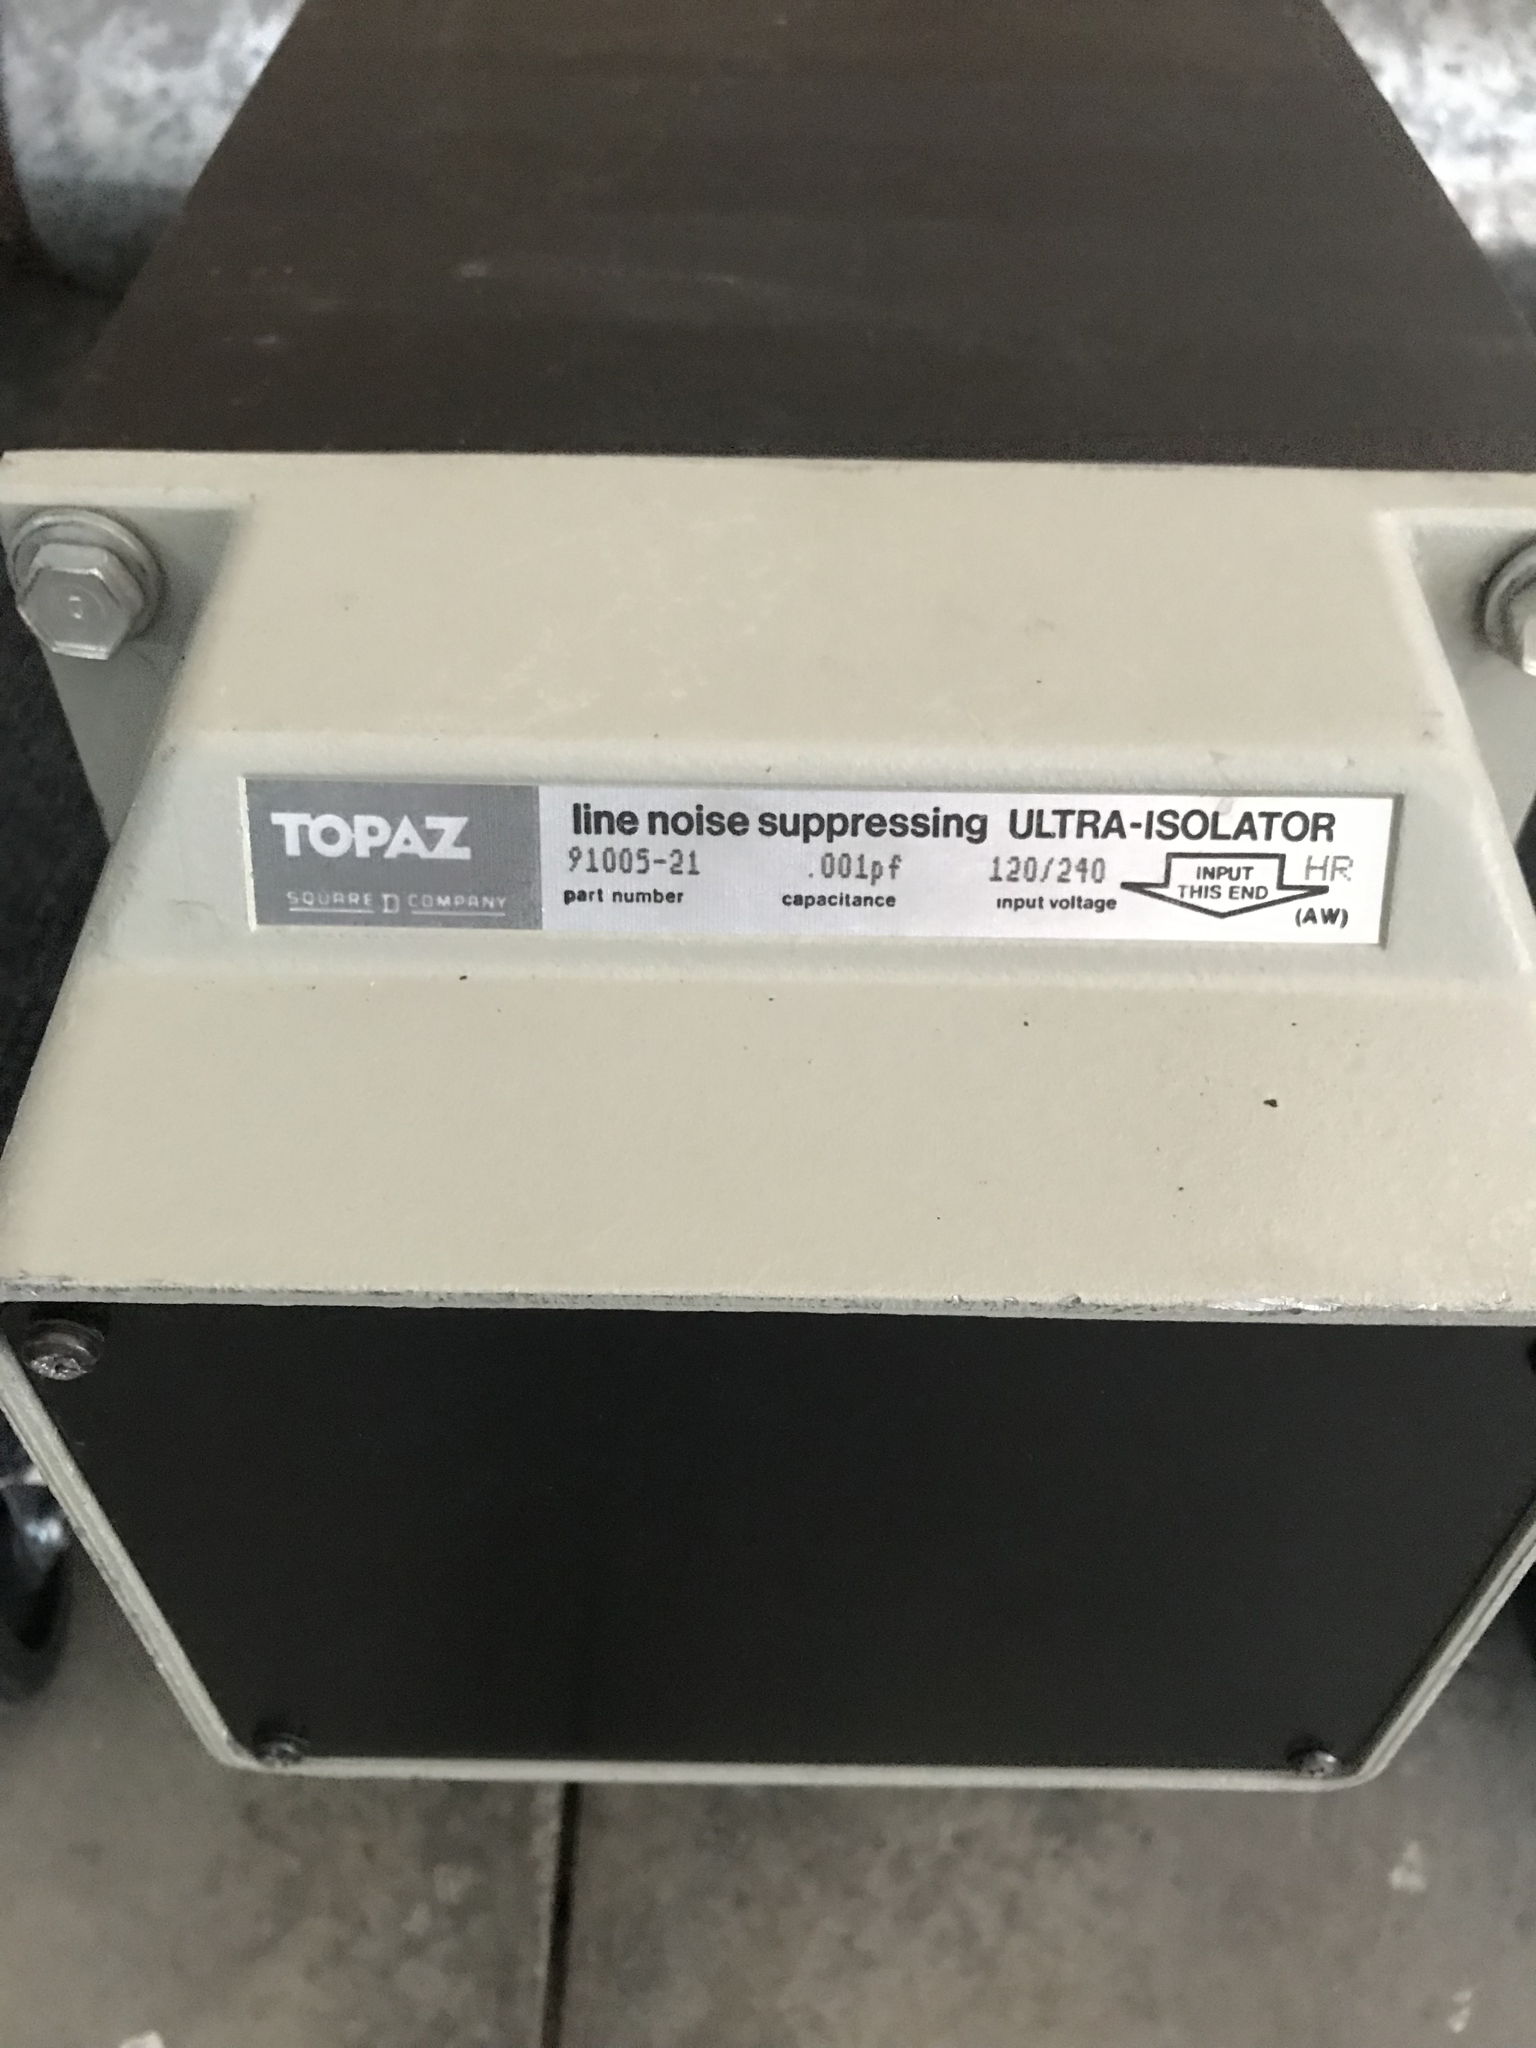 TOPAZ
SQUARE D COMPANY
line noise suppressing ULTRA-ISOLATOR
91005-21 .001pf 120/240
part number capacitance input voltage
INPUT
THIS END
HR
(AW)